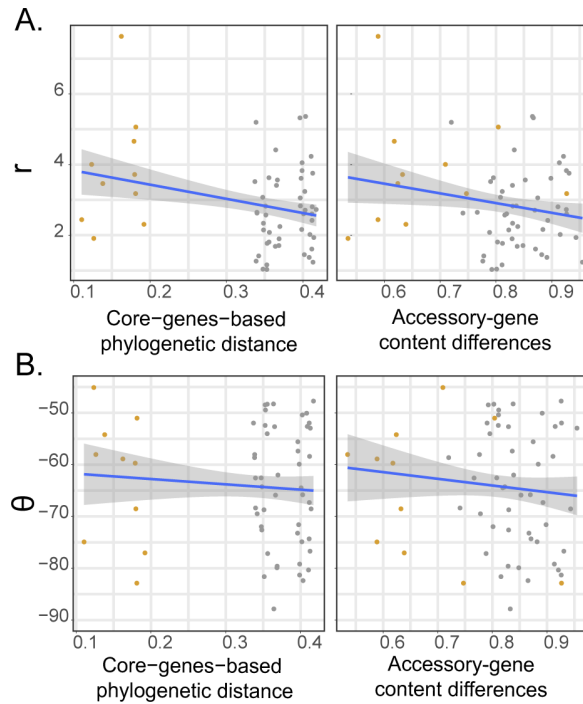 A.
r
6
4
2
0.1 0.2 0.3 0.4
0.6 0.7 0.8 0.9
Core-genes-based
phylogenetic distance
Accessory-gene
content differences
B.
θ
-50
-60
-70
-80
-90
0.1 0.2 0.3 0.4
0.6 0.7 0.8 0.9
Core-genes-based
phylogenetic distance
Accessory-gene
content differences